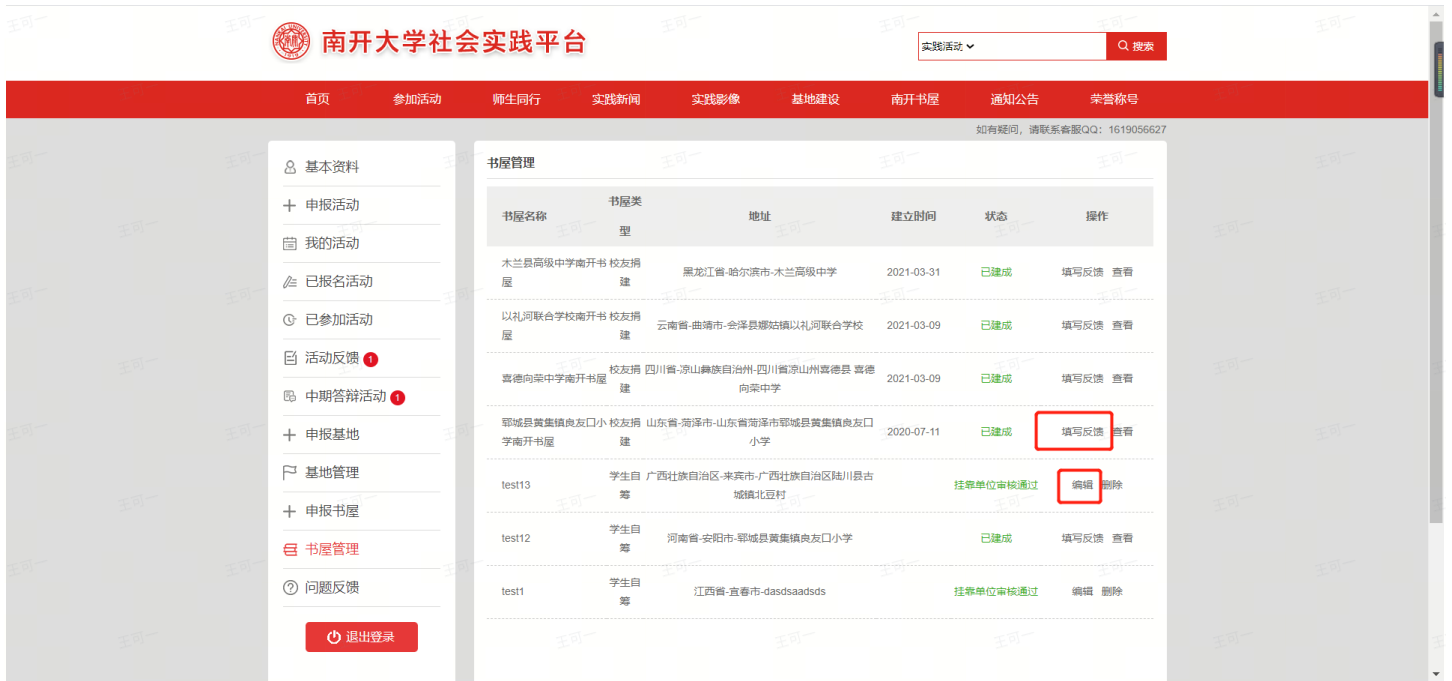 南开大学社会实践平台
实践活动
搜索
首页 参加活动 师生同行 实践新闻 实践影像 基地建设 南开书屋 通知公告 荣誉称号
如有疑问，请联系客服QQ：1619056627
基本资料
申报活动
我的活动
已报名活动
已参加活动
活动反馈 1
中期答辩活动 1
申报基地
基地管理
申报书屋
书屋管理
问题反馈
退出登录
书屋管理
书屋名称 书屋类型 地址 建立时间 状态 操作
木兰县高级中学南开书屋 校友捐建 黑龙江省-哈尔滨市-木兰高级中学 2021-03-31 已建成 填写反馈 查看
以礼河联合学校南开书屋 校友捐建 云南省-曲靖市-会泽县娜姑镇以礼河联合学校 2021-03-09 已建成 填写反馈 查看
喜德向荣中学南开书屋 校友捐建 四川省-凉山彝族自治州-四川省凉山州喜德县 喜德向荣中学 2021-03-09 已建成 填写反馈 查看
郓城县黄集镇良友口小学南开书屋 校友捐建 山东省-菏泽市-山东省菏泽市郓城县黄集镇良友口小学 2020-07-11 已建成 填写反馈 查看
test13 学生自筹 广西壮族自治区-来宾市-广西壮族自治区陆川县古城镇北豆村 挂靠单位审核通过 编辑 删除
test12 学生自筹 河南省-安阳市-郓城县黄集镇良友口小学 已建成 填写反馈 查看
test1 学生自筹 江西省-宜春市-dasdsaadsds 挂靠单位审核通过 编辑 删除
王可一